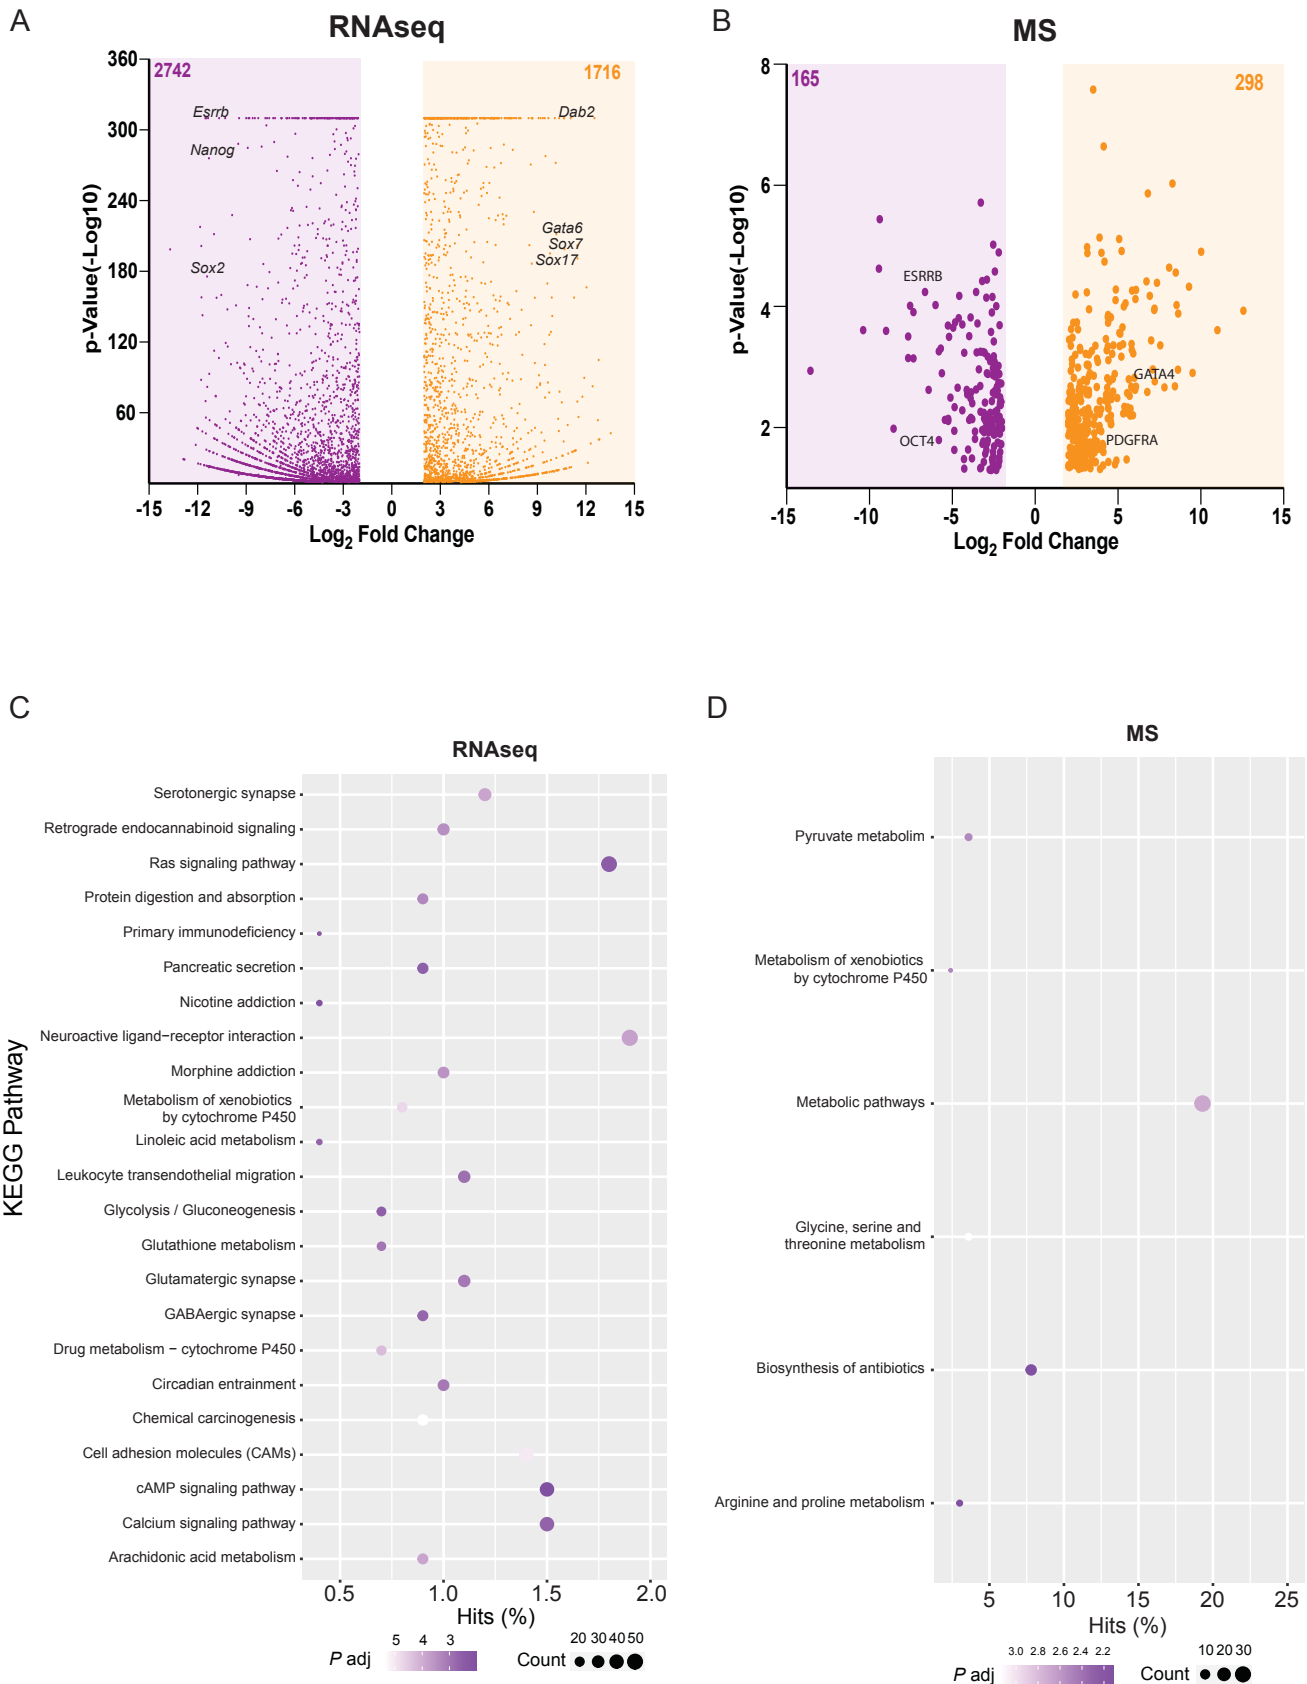 A
RNAseq
p-Value(-Log10)
360
300
240
180
120
60
2742
1716
Esrrb
Nanog
Sox2
Dab2
Gata6
Sox7
Sox17
-15 -12 -9 -6 -3 0 3 6 9 12 15
Log2 Fold Change
B
MS
p-Value(-Log10)
8
6
4
2
165
298
ESRRB
OCT4
GATA4
PDGFRA
-15 -10 -5 0 5 10 15
Log2 Fold Change
C
RNAseq
KEGG Pathway
Serotonergic synapse
Retrograde endocannabinoid signaling
Ras signaling pathway
Protein digestion and absorption
Primary immunodeficiency
Pancreatic secretion
Nicotine addiction
Neuroactive ligand−receptor interaction
Morphine addiction
Metabolism of xenobiotics
by cytochrome P450
Linoleic acid metabolism
Leukocyte transendothelial migration
Glycolysis / Gluconeogenesis
Glutathione metabolism
Glutamatergic synapse
GABAergic synapse
Drug metabolism − cytochrome P450
Circadian entrainment
Chemical carcinogenesis
Cell adhesion molecules (CAMs)
cAMP signaling pathway
Calcium signaling pathway
Arachidonic acid metabolism
0.5 1.0 1.5 2.0
Hits (%)
5 4 3
P adj
20 30 40 50
Count
D
MS
Pyruvate metabolim
Metabolism of xenobiotics
by cytochrome P450
Metabolic pathways
Glycine, serine and
threonine metabolism
Biosynthesis of antibiotics
Arginine and proline metabolism
5 10 15 20 25
Hits (%)
3.0 2.8 2.6 2.4 2.2
P adj
10 20 30
Count